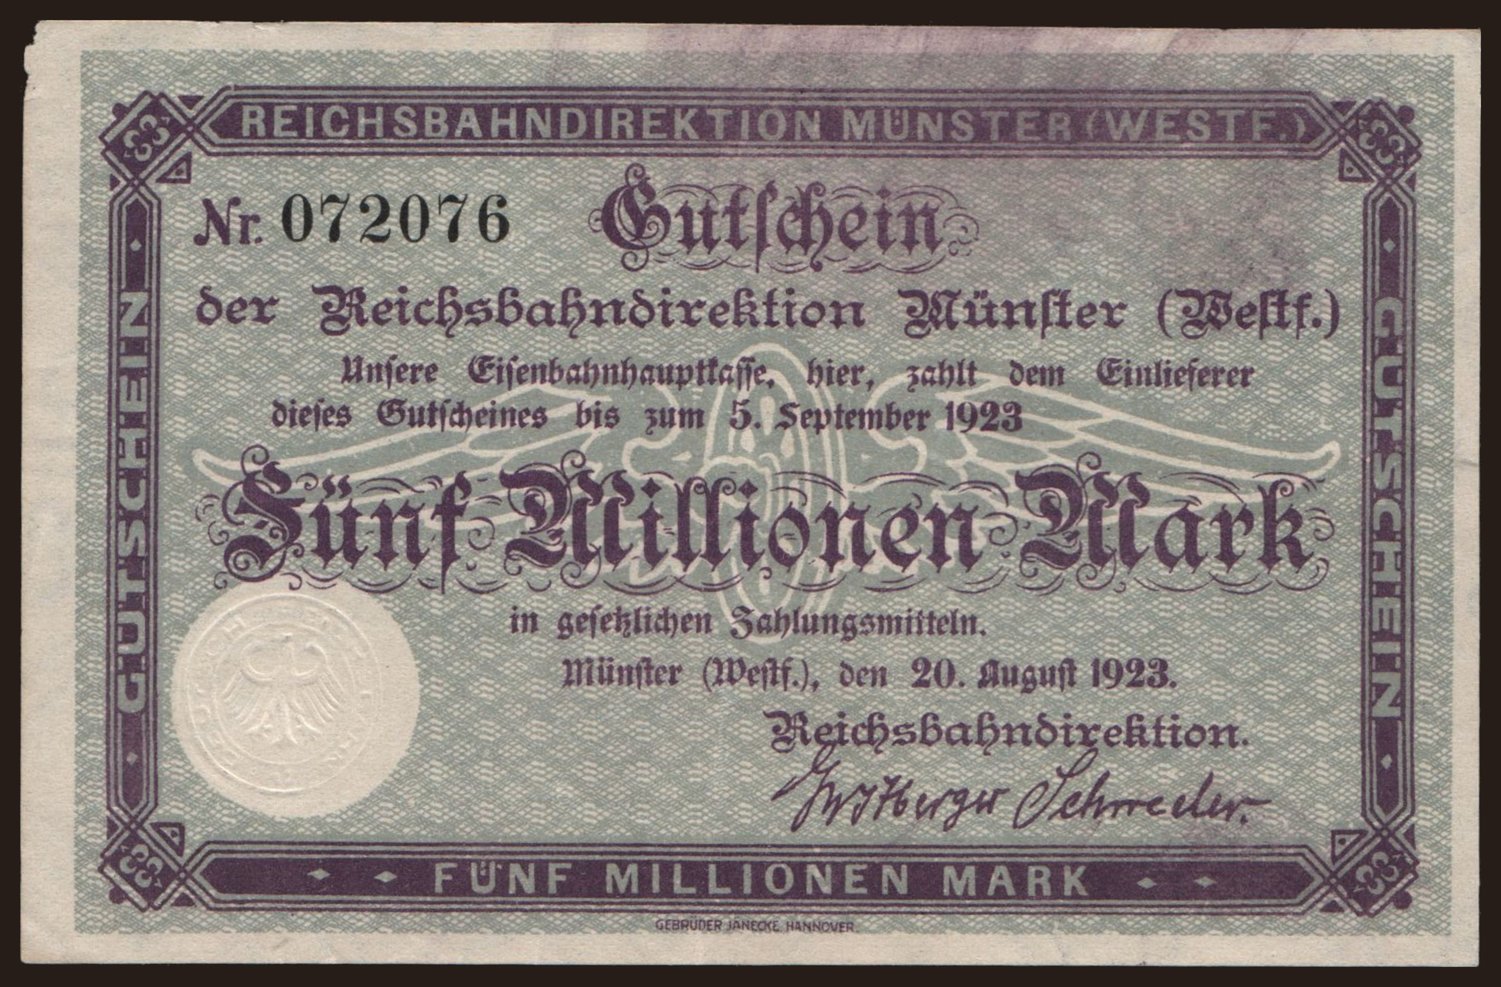 REICHSBAHNDIREKTION MÜNSTER (WESTF.)
Nr. 072076 Gutschein
der Reichsbahndirektion Münster (Westf.)
Unsere Eisenbahnhauptkasse, hier, zahlt dem Einlieferer
dieses Gutscheines bis zum 5. September 1923
Fünf Millionen Mark
in gesetzlichen Zahlungsmitteln.
Münster (Westf.), den 20. August 1923.
Reichsbahndirektion.
FÜNF MILLIONEN MARK
GUTSCHEIN
GUTSCHEIN
GEBRÜDER JÄNECKE, HANNOVER.